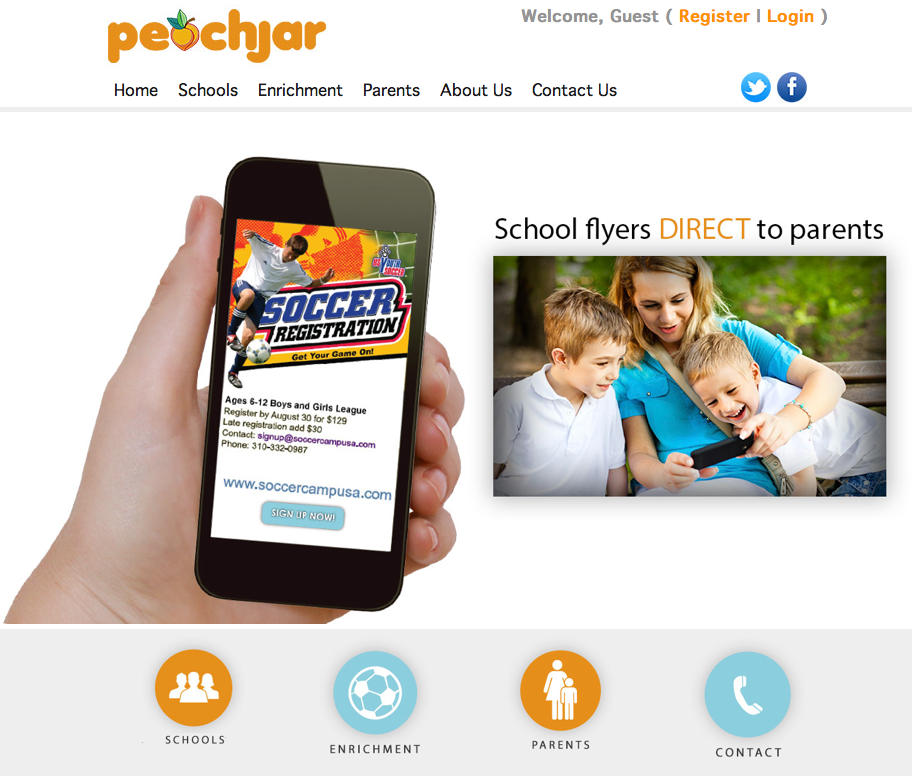 peachjar
Welcome, Guest ( Register | Login )
Home Schools Enrichment Parents About Us Contact Us
School flyers DIRECT to parents
YOUTH
SOCCER
SOCCER
REGISTRATION
Get Your Game On!
Ages 6-12 Boys and Girls League
Register by August 30 for $129
Late registration add $30
Contact: signup@soccercampusa.com
Phone: 310-332-0987
www.soccercampusa.com
SIGN UP NOW!
SCHOOLS
ENRICHMENT
PARENTS
CONTACT